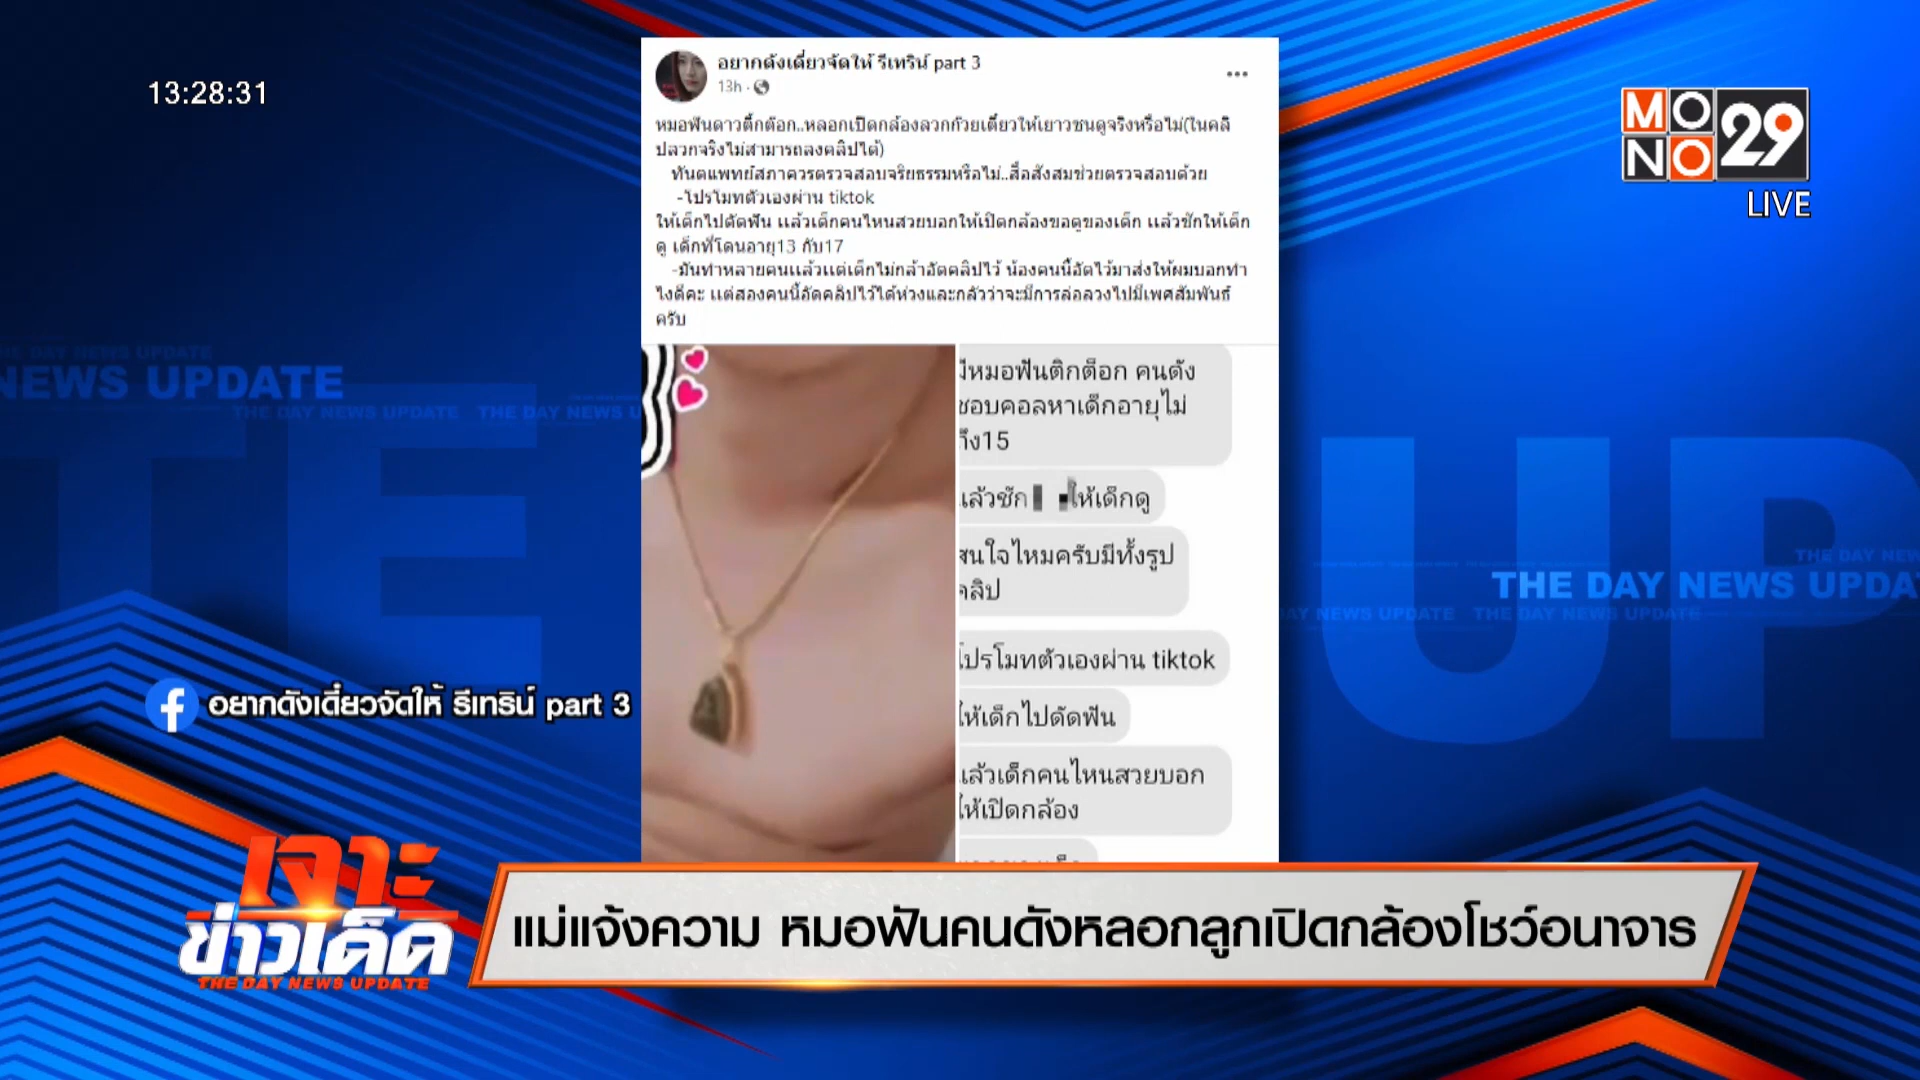 13:28:31
MONO 29
LIVE
อยากดังเดี่ยวจัดให้ รีเทริน์ part 3
13h
หมอฟันดาวติ๊กต๊อก..หลอกเปิดกล้องลวกก๊วยเตี๋ยวให้เยาวชนดูจริงหรือไม่(ในคลิ
ปลวกจริงไม่สามารถลงคลิปได้)
ทันตแพทย์สภาควรตรวจสอบจริยธรรมหรือไม่..สื่อสังสมช่วยตรวจสอบด้วย
-โปรโมทตัวเองผ่าน tiktok
ให้เด็กไปดัดฟัน แล้วเด็กคนไหนสวยบอกให้เปิดกล้องขอดูของเด็ก แล้วชักให้เด็ก
ดู เด็กที่โดนอายุ13 กับ17
-มันทำหลายคนแล้วแต่เด็กไม่กล้าอัดคลิปไว้ น้องคนนี้อัดไว้มาส่งให้ผมบอกทำ
ไงดีคะ แต่สองคนนี้อัดคลิปไว้ได้ห่วงและกลัวว่าจะมีการล่อลวงไปมีเพศสัมพันธ์
ครับ
มีหมอฟันติกต็อก คนดัง
ชอบคอลหาเด็กอายุไม่
ถึง15
แล้วชัก ให้เด็กดู
สนใจไหมครับมีทั้งรูป
คลิป
โปรโมทตัวเองผ่าน tiktok
ให้เด็กไปดัดฟัน
แล้วเด็กคนไหนสวยบอก
ให้เปิดกล้อง
THE DAY NEWS UPDATE
NEWS UPDATE
THE DAY NEWS UPDATE THE DAY NEWS U
TE
UP
THE DAY NEW
THE DAY NEWS UPDA
AY NEWS UPDATE THE DAY NEWS UPDATE
อยากดังเดี๋ยวจัดให้ รีเทริน์ part 3
เจาะ
ข่าวเด็ด
THE DAY NEWS UPDATE
แม่แจ้งความ หมอฟันคนดังหลอกลูกเปิดกล้องโชว์อนาจาร